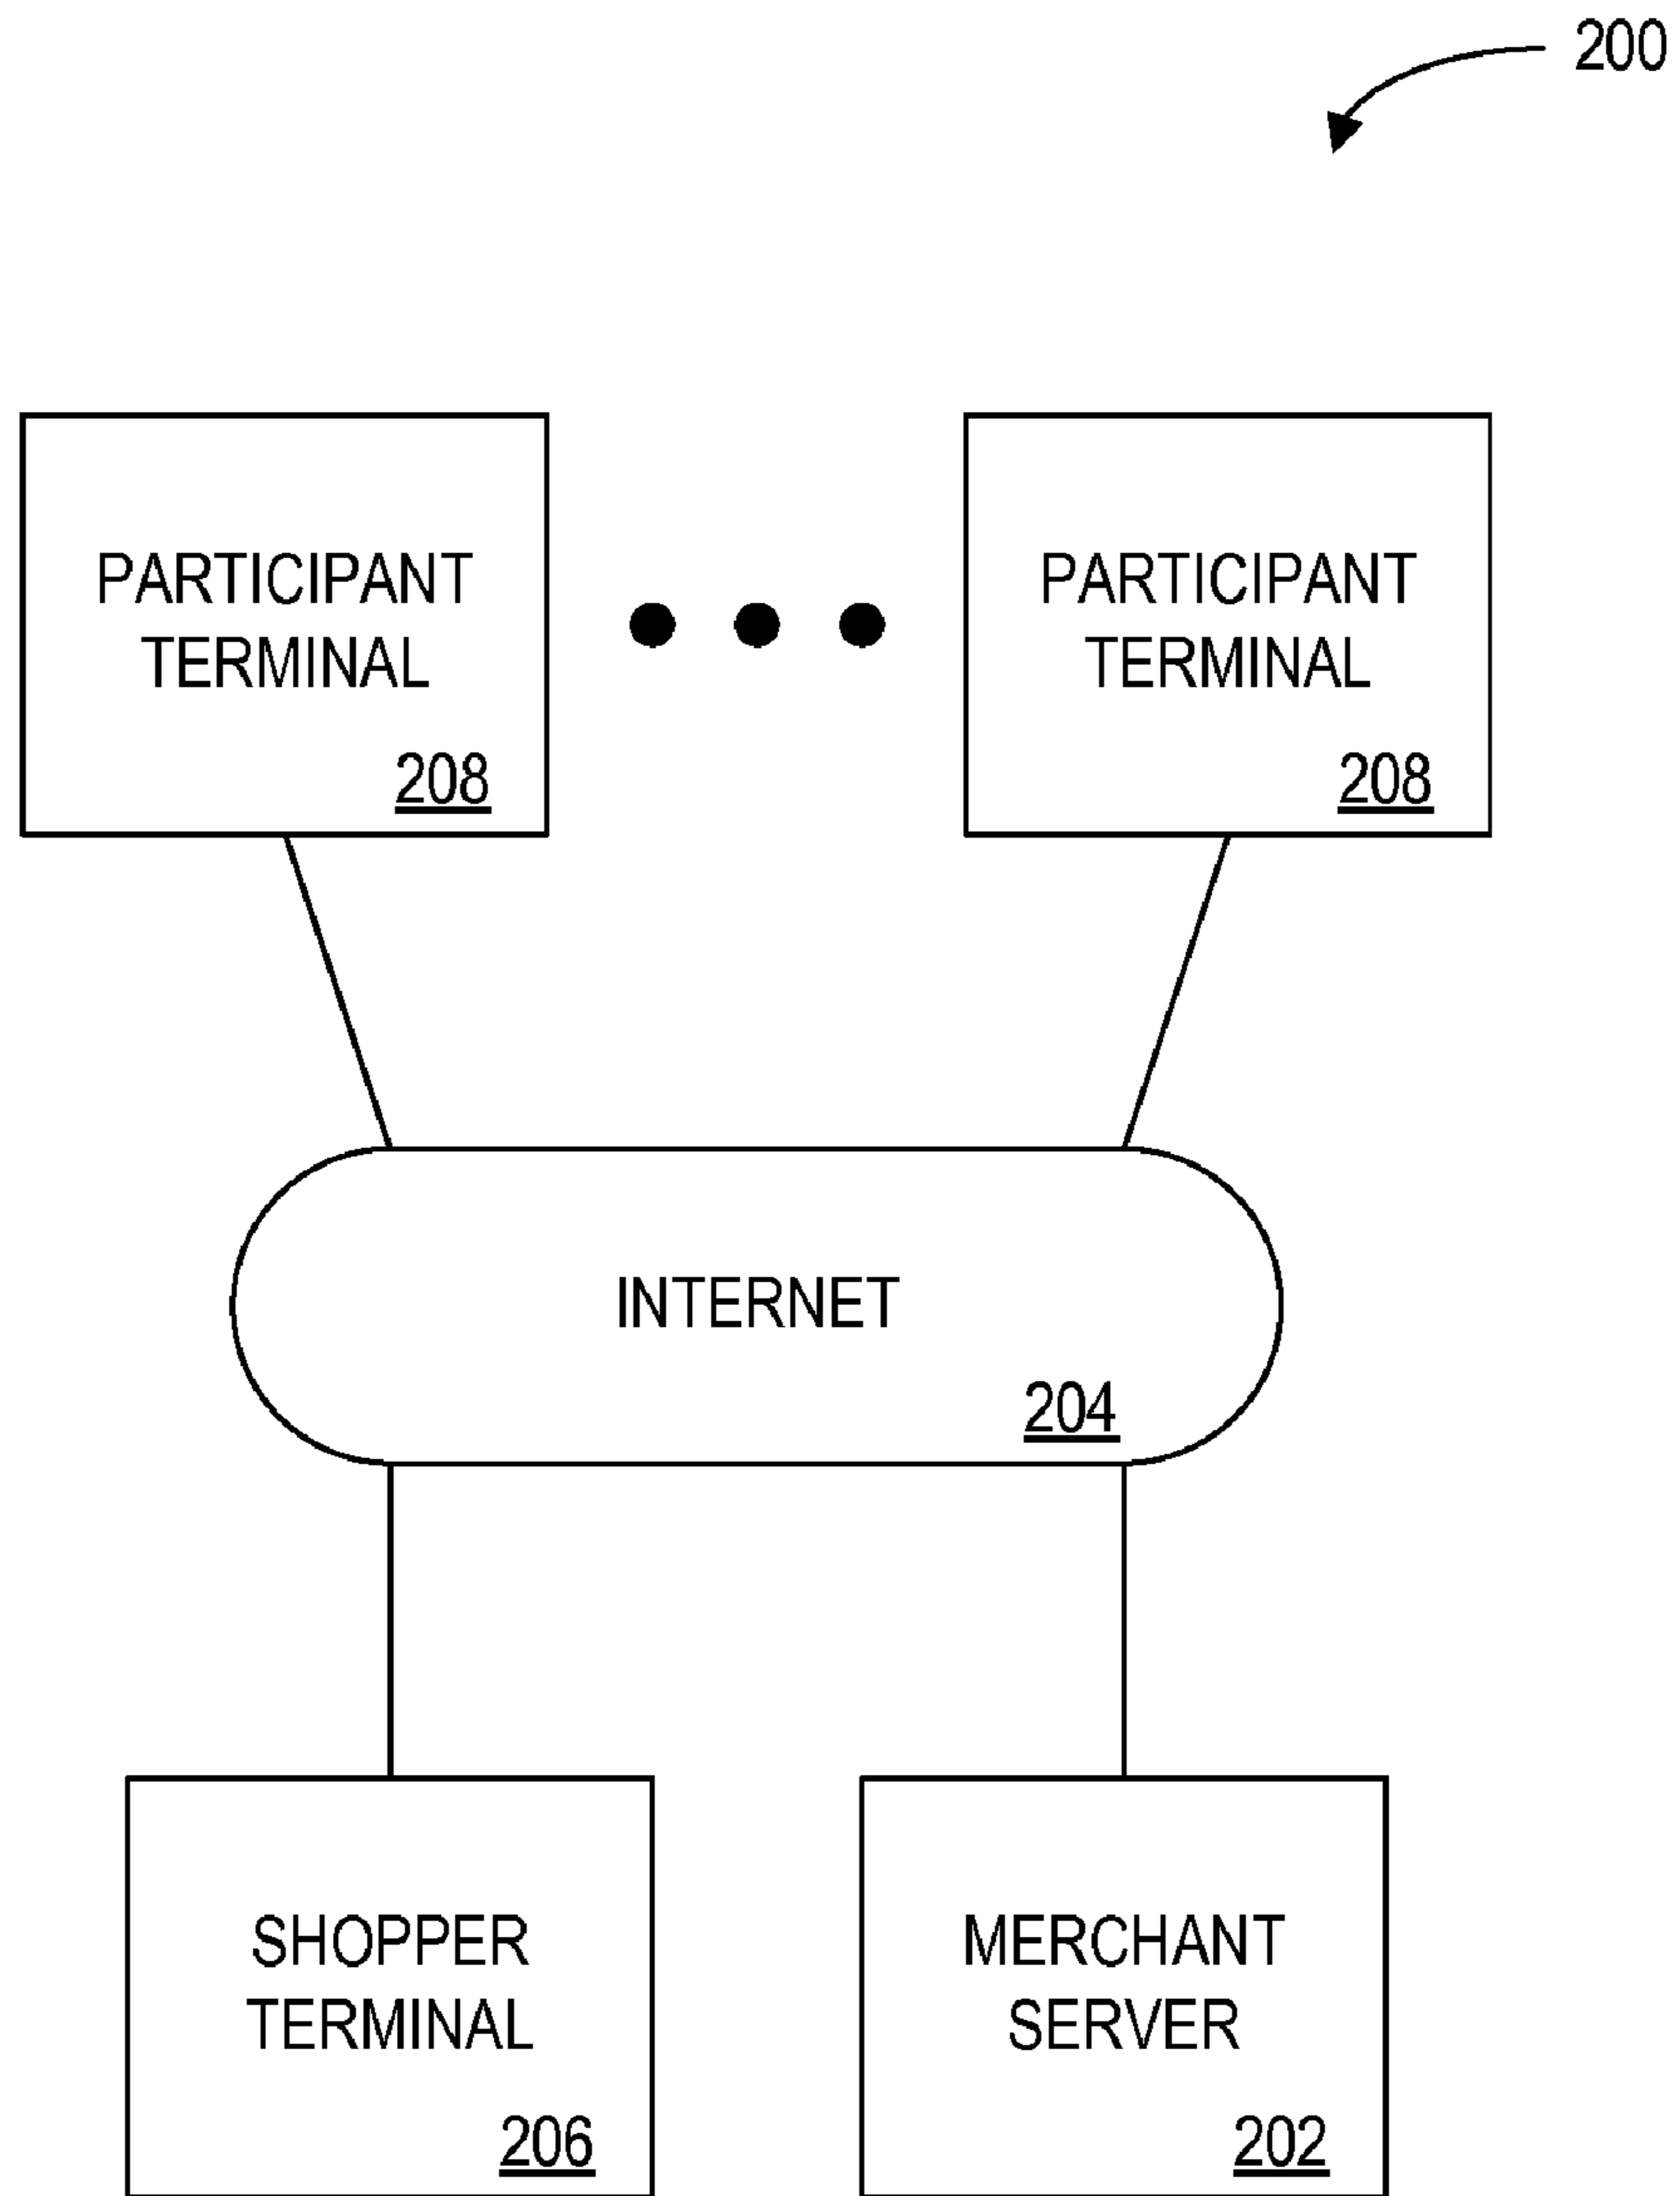 200
PARTICIPANT
TERMINAL
208
PARTICIPANT
TERMINAL
208
INTERNET
204
SHOPPER
TERMINAL
206
MERCHANT
SERVER
202